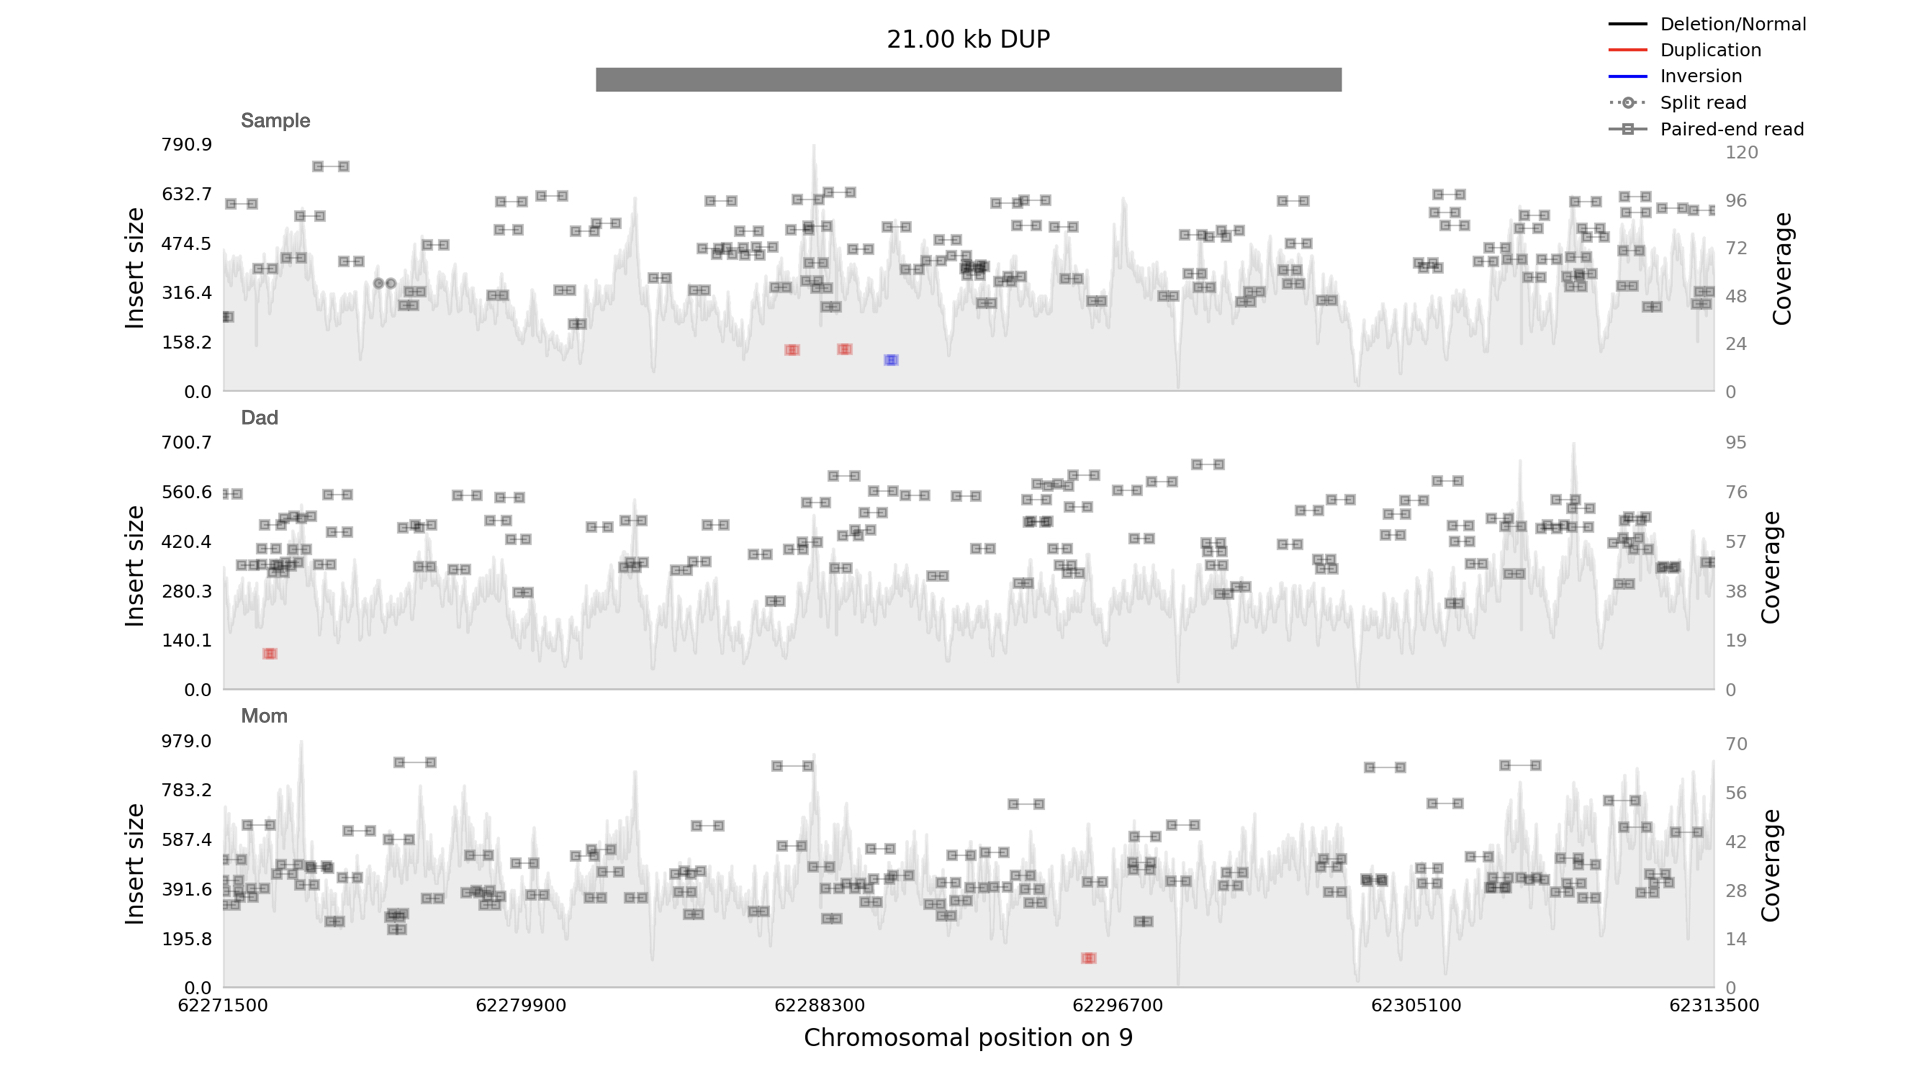 21.00 kb DUP
Deletion/Normal
Duplication
Inversion
Split read
Paired-end read
Sample
790.9
632.7
474.5
316.4
158.2
0.0
Insert size
120
96
72
48
24
0
Coverage
Dad
700.7
560.6
420.4
280.3
140.1
0.0
Insert size
95
76
57
38
19
0
Coverage
Mom
979.0
783.2
587.4
391.6
195.8
0.0
Insert size
70
56
42
28
14
0
Coverage
62271500 62279900 62288300 62296700 62305100 62313500
Chromosomal position on 9